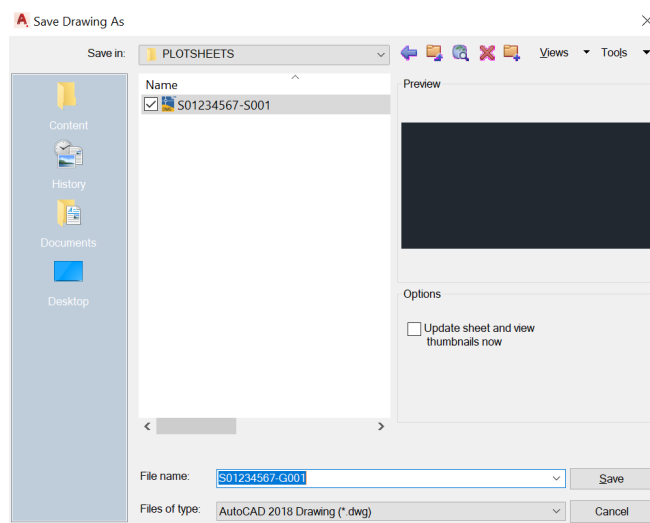 Save Drawing As
Save in:
PLOTSHEETS
Views
Tools
Name
S01234567-S001
Content
History
Documents
Desktop
Preview
Options
Update sheet and view
thumbnails now
File name:
S01234567-G001
Save
Files of type:
AutoCAD 2018 Drawing (*.dwg)
Cancel